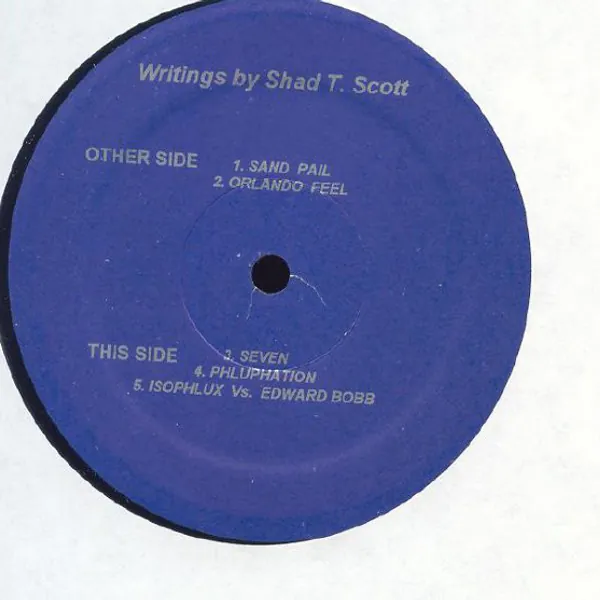 Writings by Shad T. Scott
OTHER SIDE
1. SAND PAIL
2. ORLANDO FEEL
THIS SIDE
3. SEVEN
4. PHLUPHATION
5. ISOPHLUX Vs. EDWARD BOBB